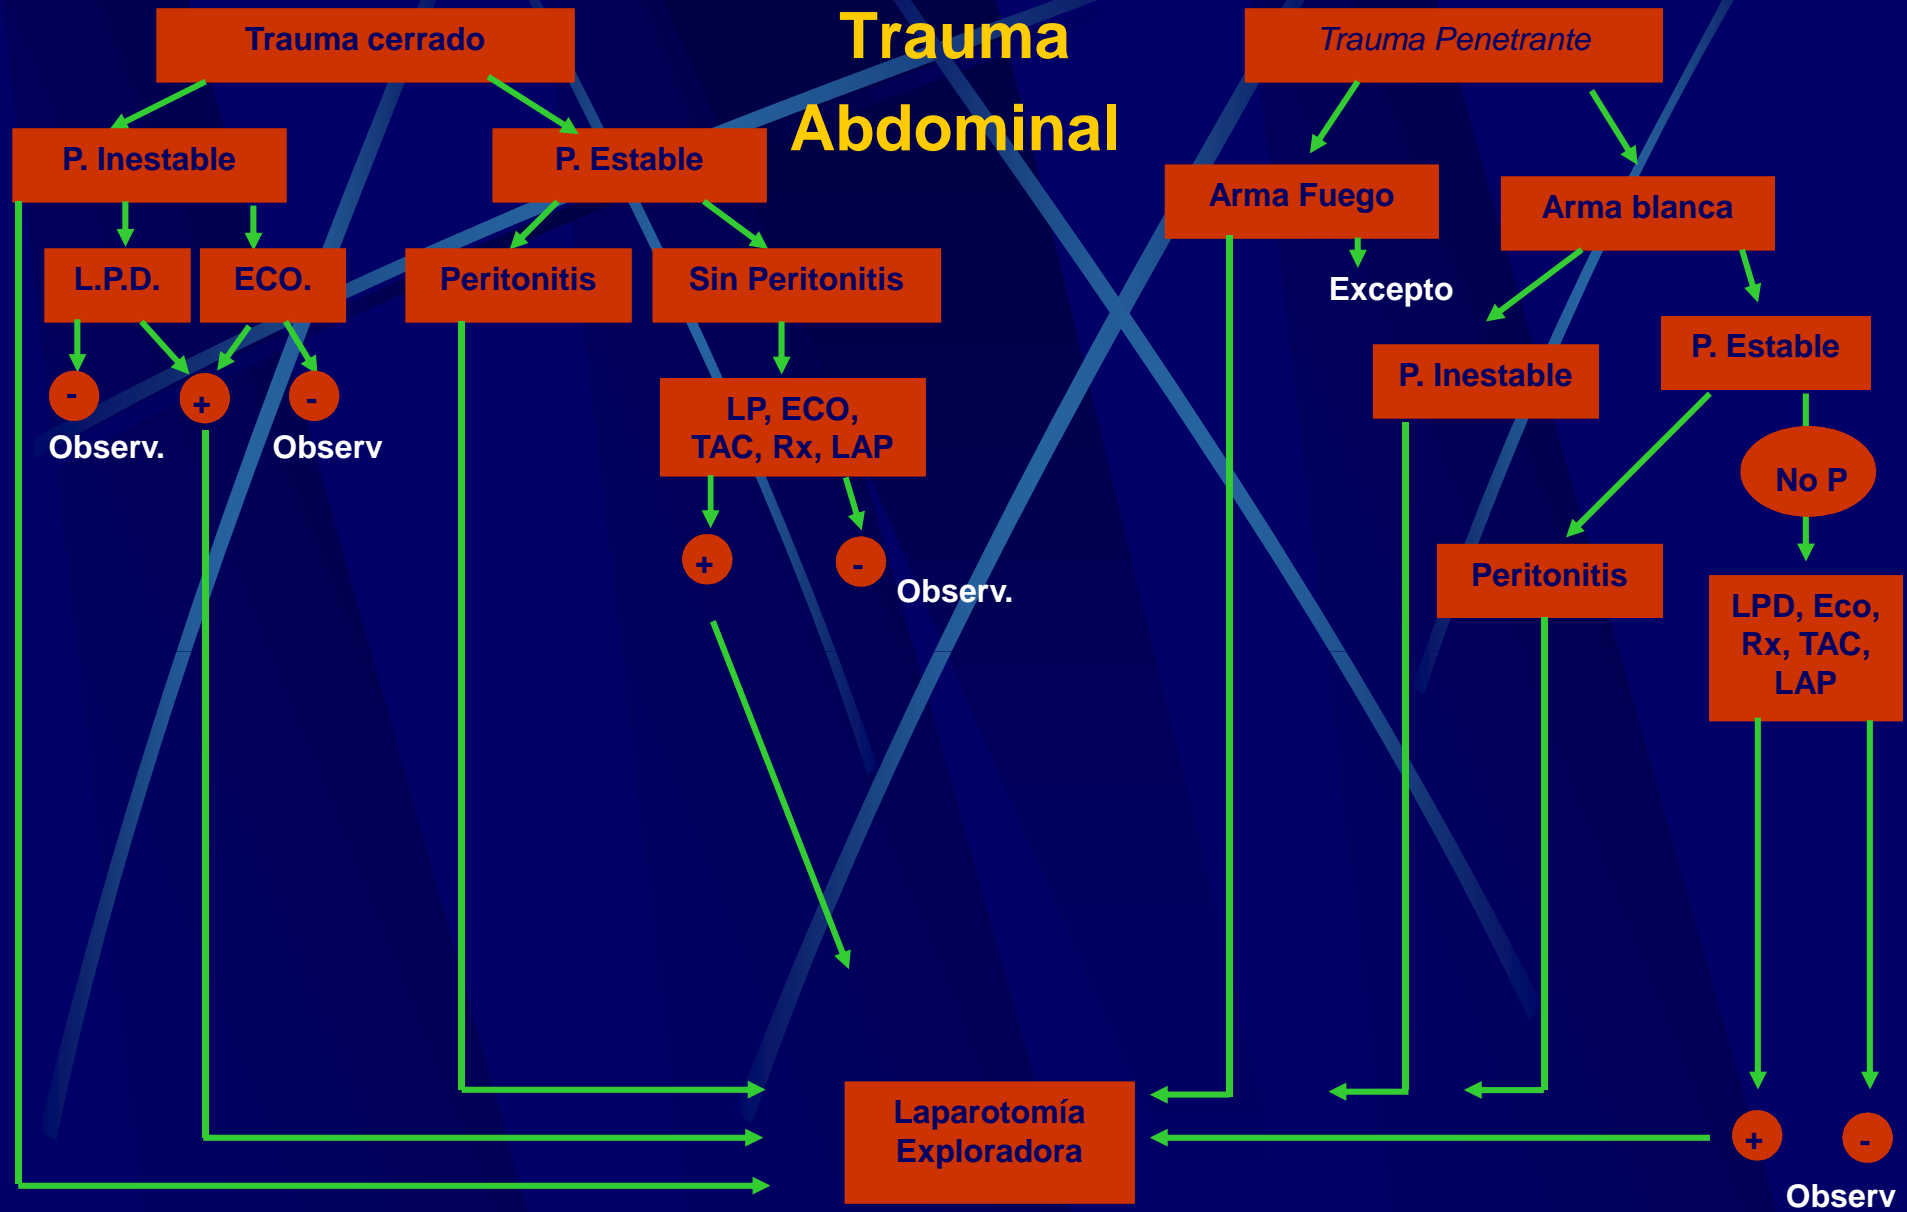 Trauma
Abdominal
Trauma cerrado
Trauma Penetrante
P. Inestable
P. Estable
Arma Fuego
Arma blanca
L.P.D.
ECO.
Peritonitis
Sin Peritonitis
Excepto
P. Inestable
P. Estable
-
+
-
Observ.
Observ
LP, ECO,
TAC, Rx, LAP
No P
+
-
Observ.
Peritonitis
LPD, Eco,
Rx, TAC,
LAP
Laparotomía
Exploradora
+
-
Observ